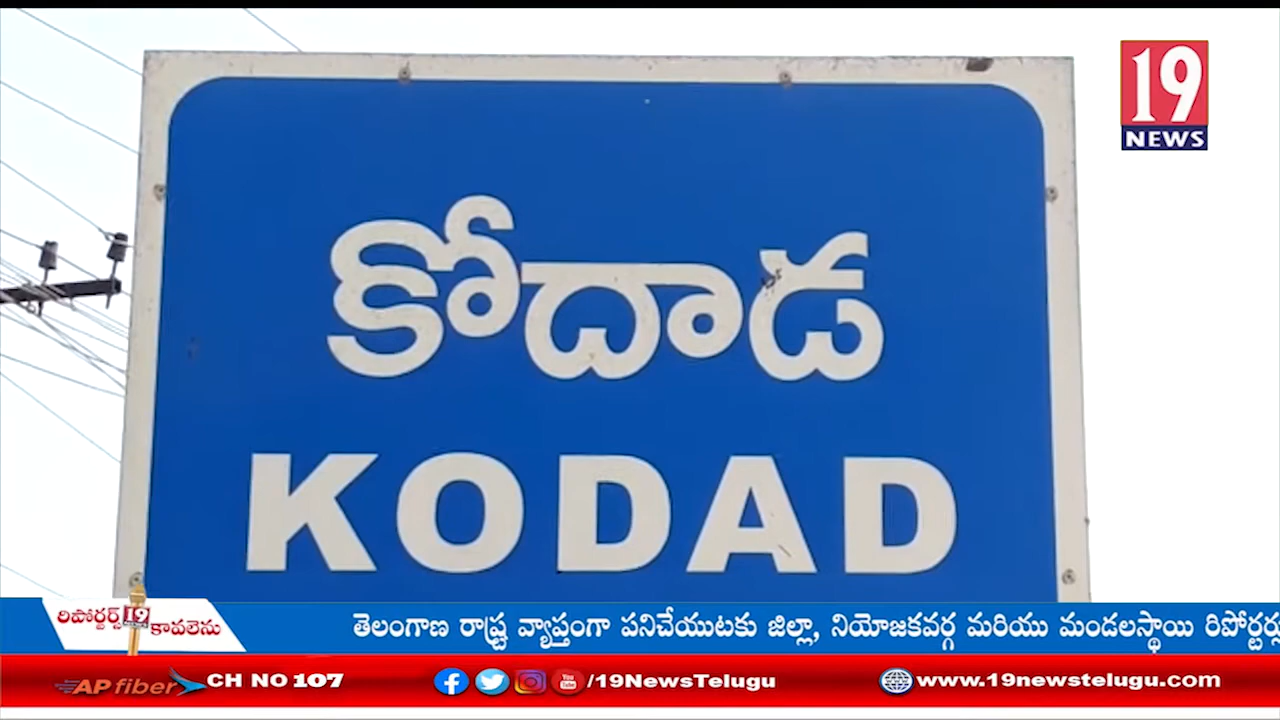 19
NEWS
కోదాడ
KODAD
రిపోర్టర్స్ కావలెను
తెలంగాణ రాష్ట్ర వ్యాప్తంగా పనిచేయుటకు జిల్లా, నియోజకవర్గ మరియు మండలస్థాయి రిపోర్టర్లు
AP fiber CH NO 107 /19NewsTelugu www.19newstelugu.com